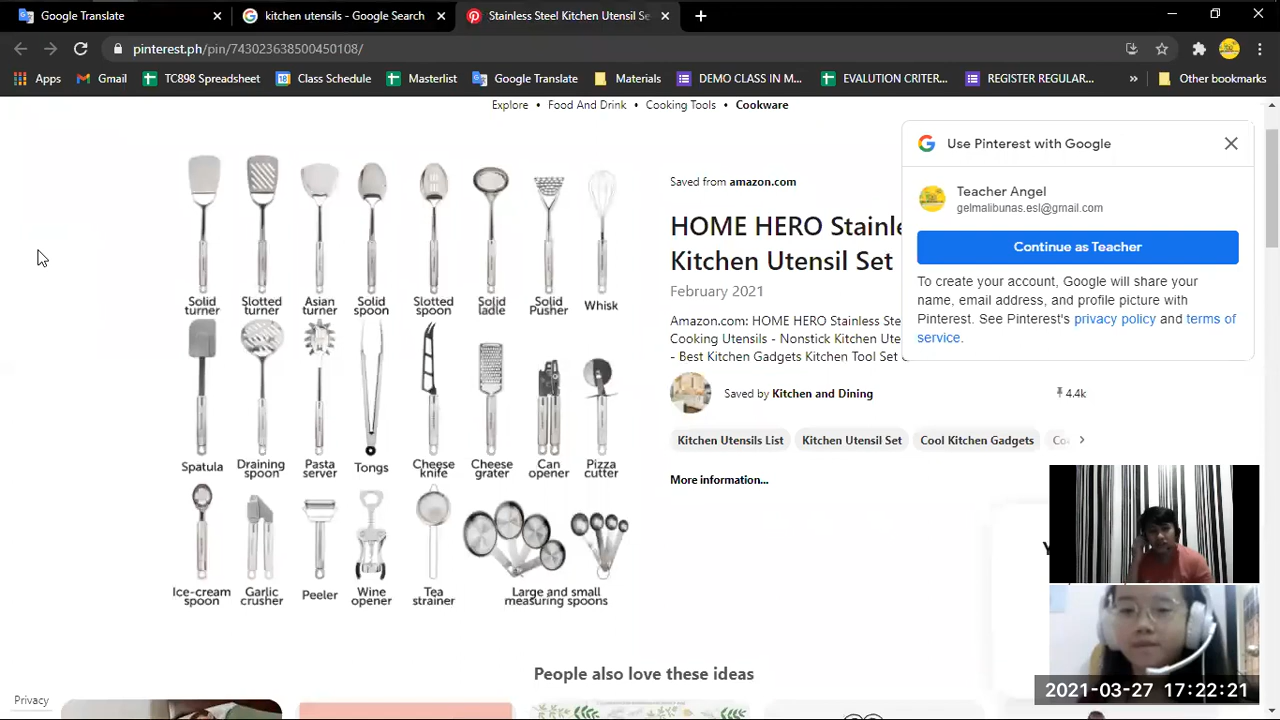 Google Translate
kitchen utensils - Google Search
Stainless Steel Kitchen Utensil Se
pinterest.ph/pin/743023638500450108/
Apps
Gmail
TC898 Spreadsheet
Class Schedule
Masterlist
Google Translate
Materials
DEMO CLASS IN M...
EVALUTION CRITER...
REGISTER REGULAR...
»
Other bookmarks
Explore • Food And Drink • Cooking Tools • Cookware
Use Pinterest with Google
Teacher Angel
gelmalibunas.esl@gmail.com
Continue as Teacher
To create your account, Google will share your
name, email address, and profile picture with
Pinterest. See Pinterest's privacy policy and terms of
service.
Saved from amazon.com
HOME HERO Stainle
Kitchen Utensil Set
February 2021
Amazon.com: HOME HERO Stainless Ste
Cooking Utensils - Nonstick Kitchen Ute
- Best Kitchen Gadgets Kitchen Tool Set
Saved by Kitchen and Dining
4.4k
Kitchen Utensils List
Kitchen Utensil Set
Cool Kitchen Gadgets
More information...
Solid turner
Slotted turner
Asian turner
Solid spoon
Slotted spoon
Solid ladle
Solid Pusher
Whisk
Spatula
Draining spoon
Pasta server
Tongs
Cheese knife
Cheese grater
Can opener
Pizza cutter
Ice-cream spoon
Garlic crusher
Peeler
Wine opener
Tea strainer
Large and small measuring spoons
People also love these ideas
Privacy
2021-03-27 17:22:21